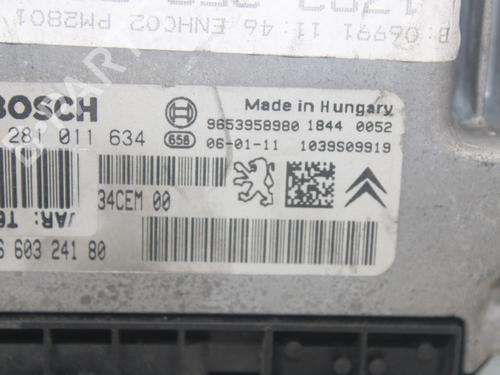 B: 06991 11:46 ENHC02 PM2801
BOSCH
Made in Hungary
281 011 634
9653958980 1844 0052
658
06-01-11 1039S09919
34CEM 00
6 603 241 80